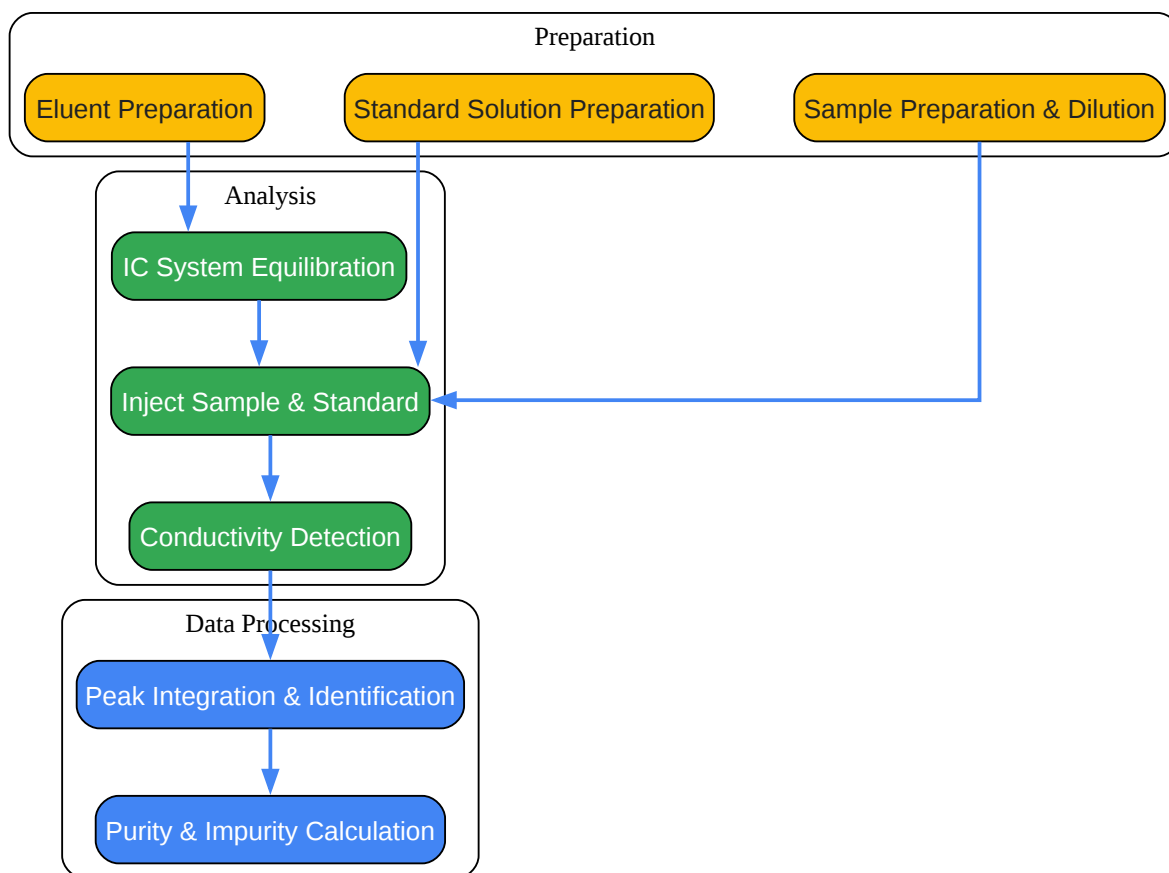 Preparation
Eluent Preparation
Standard Solution Preparation
Sample Preparation & Dilution
Analysis
IC System Equilibration
Inject Sample & Standard
Conductivity Detection
Data Processing
Peak Integration & Identification
Purity & Impurity Calculation